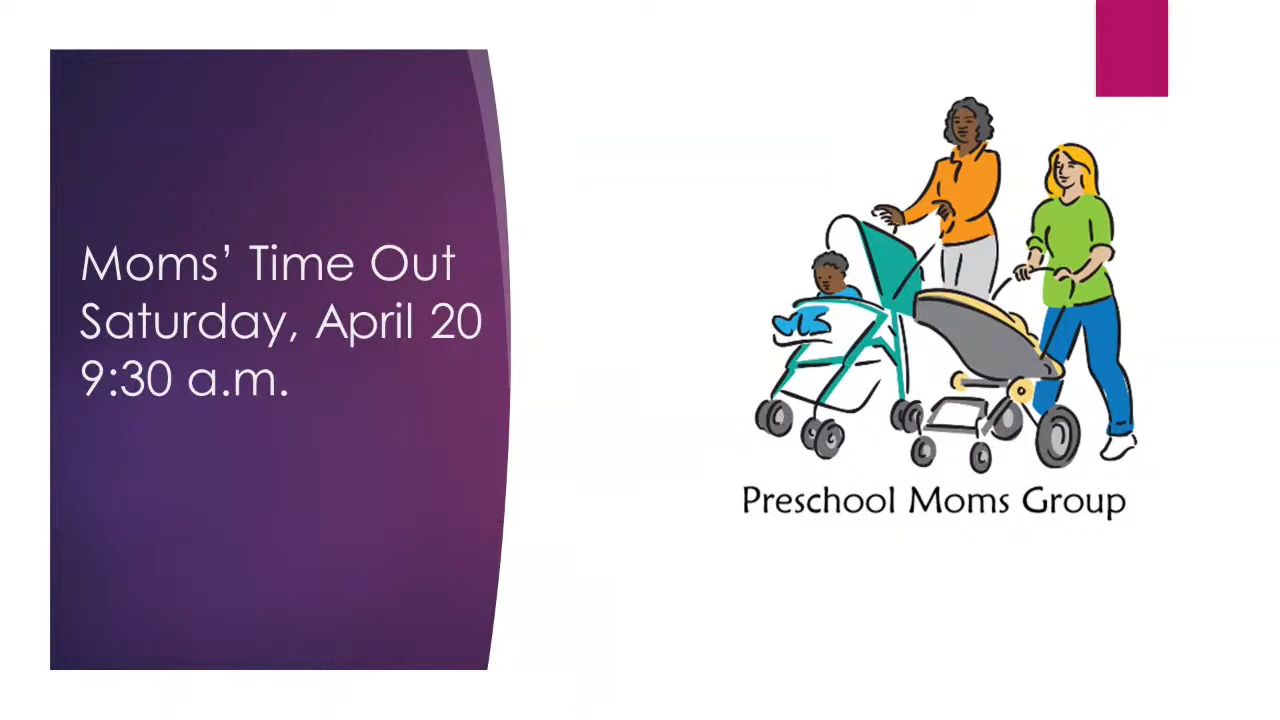 Moms’ Time Out
Saturday, April 20
9:30 a.m.
Preschool Moms Group